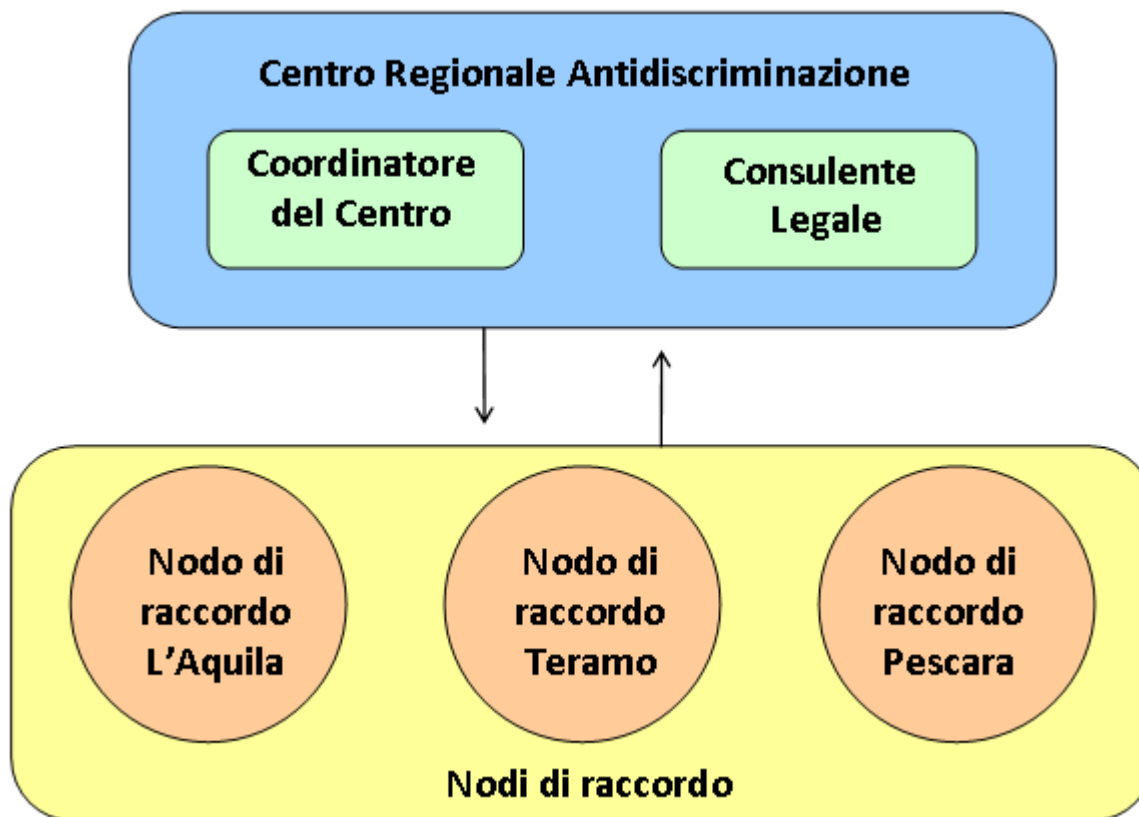 Centro Regionale Antidiscriminazione
Coordinatore
del Centro
Consulente
Legale
Nodo di
raccordo
L’Aquila
Nodo di
raccordo
Teramo
Nodo di
raccordo
Pescara
Nodi di raccordo